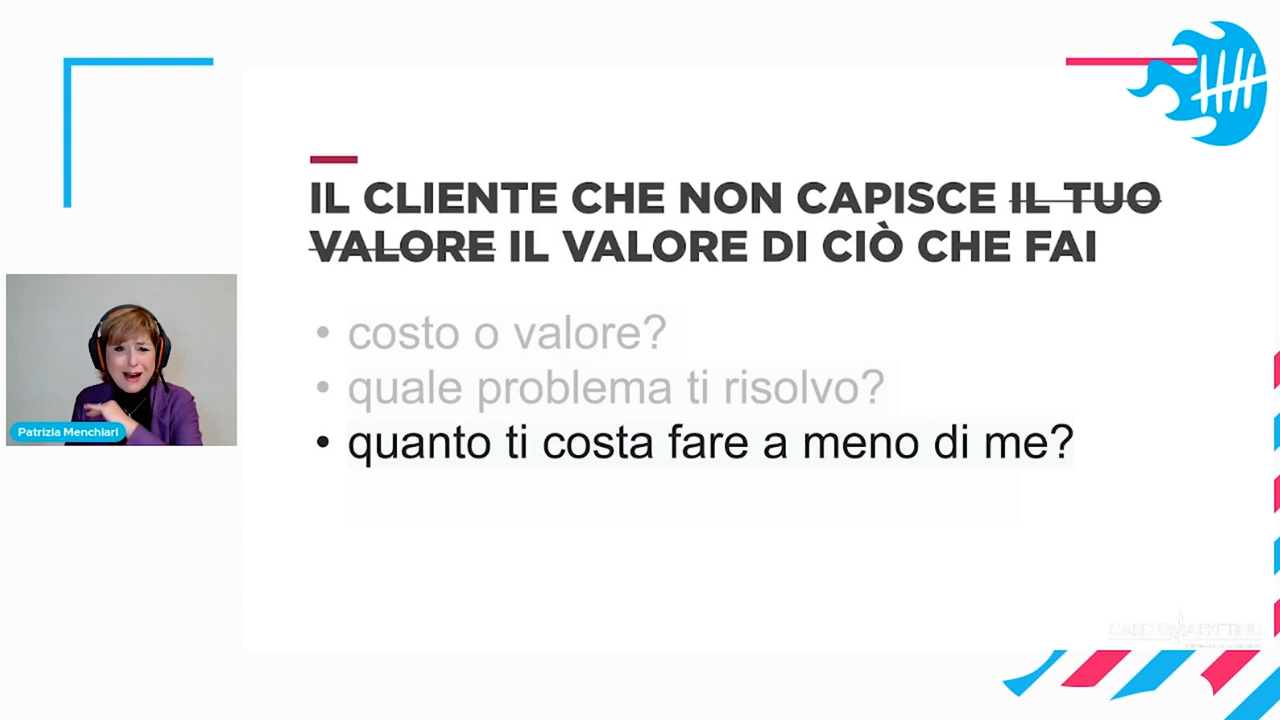 IL CLIENTE CHE NON CAPISCE IL TUO
VALORE IL VALORE DI CIÒ CHE FAI
• costo o valore?
• quale problema ti risolvo?
• quanto ti costa fare a meno di me?
Patrizia Menchiari